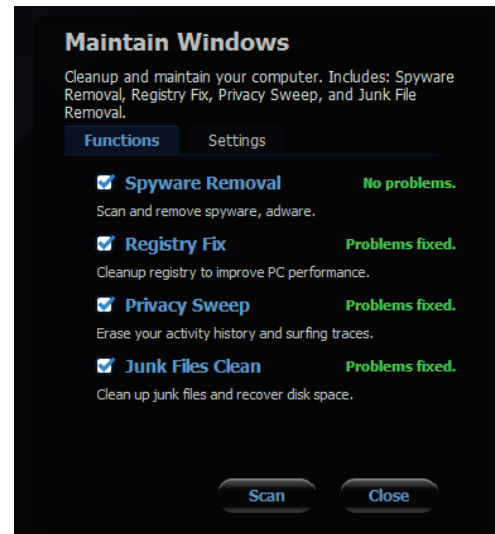 Maintain Windows
Cleanup and maintain your computer. Includes: Spyware
Removal, Registry Fix, Privacy Sweep, and Junk File
Removal.
Functions Settings
Spyware Removal No problems.
Scan and remove spyware, adware.
Registry Fix Problems fixed.
Cleanup registry to improve PC performance.
Privacy Sweep Problems fixed.
Erase your activity history and surfing traces.
Junk Files Clean Problems fixed.
Clean up junk files and recover disk space.
Scan Close